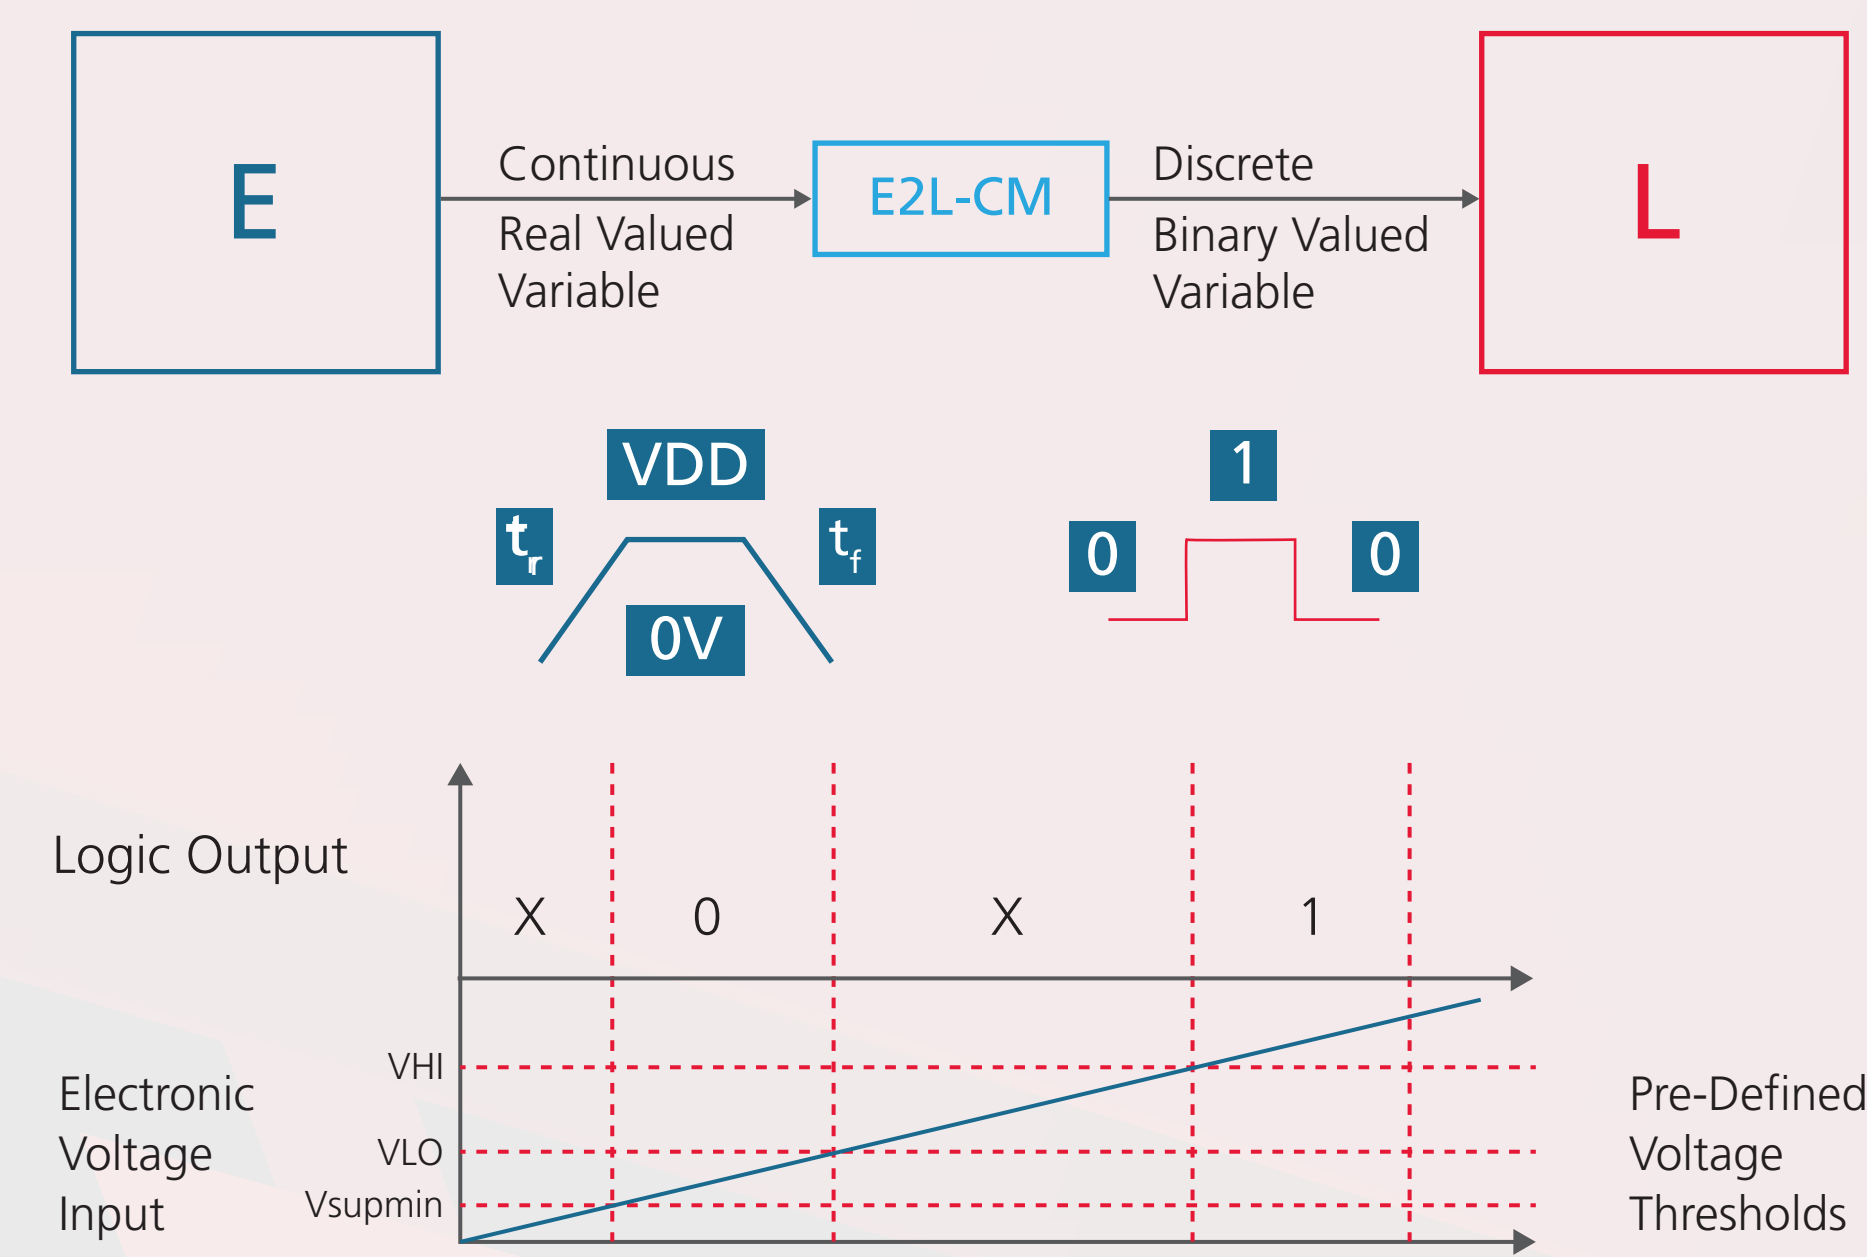 E
Continuous
Real Valued
Variable
E2L-CM
Discrete
Binary Valued
Variable
L
VDD
tr
tf
0V
1
0
0
Logic Output
X
0
X
1
Electronic
Voltage
Input
VHI
VLO
Vsupmin
Pre-Defined
Voltage
Thresholds